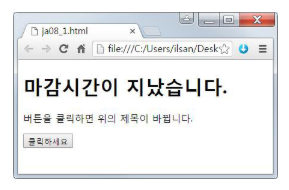 ja08_1.html
file:///C:/Users/ilsan/Desk
마감시간이 지났습니다.
버튼을 클릭하면 위의 제목이 바뀝니다.
클릭하세요